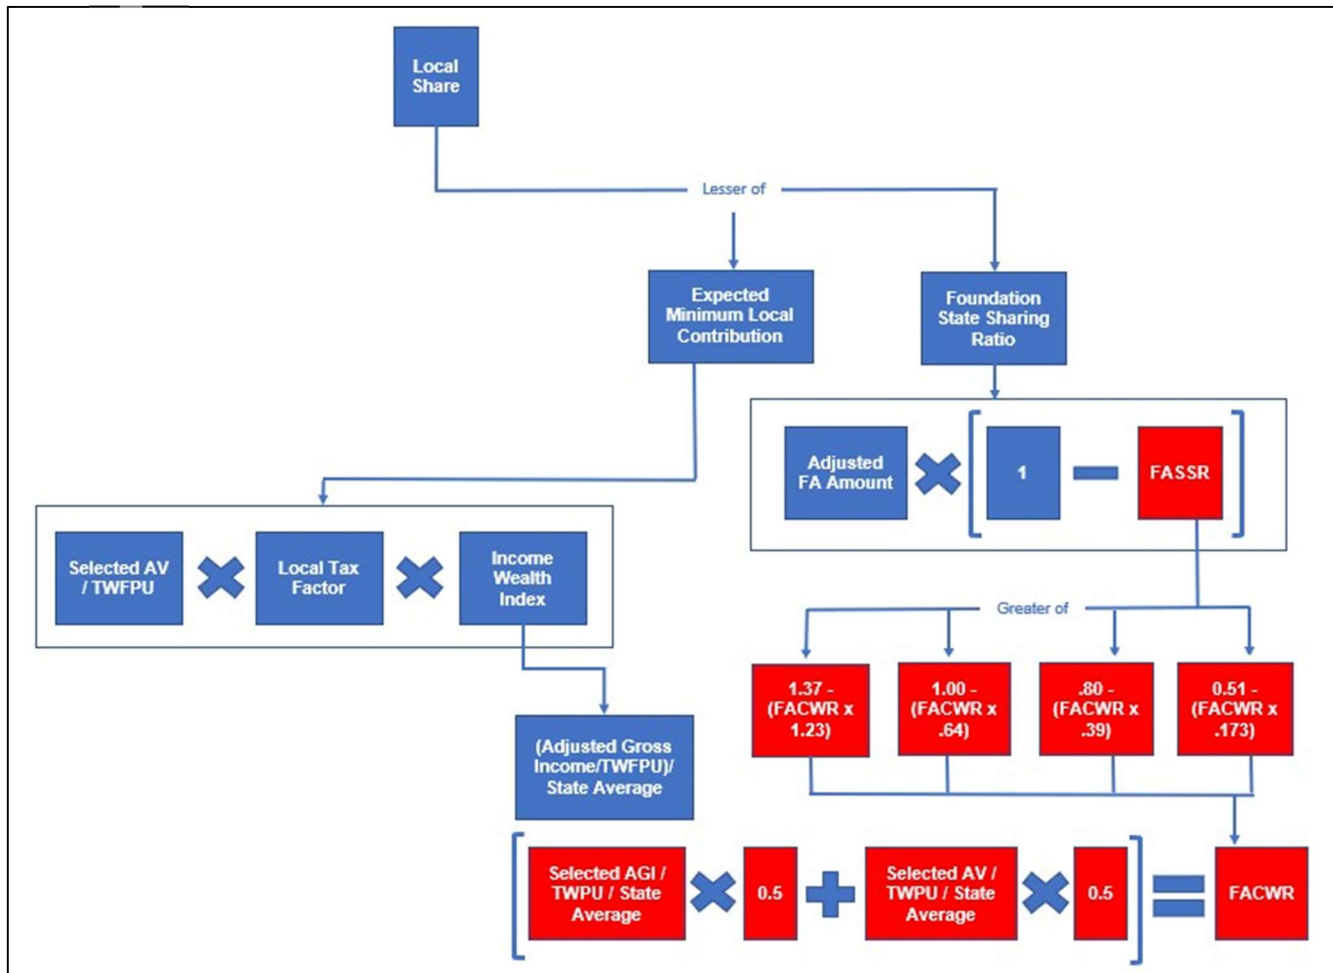 Local
Share
Lesser of
Expected
Minimum Local
Contribution
Foundation
State Sharing
Ratio
Adjusted
FA Amount
1
FASSR
Selected AV
/ TWFPU
Local Tax
Factor
Income
Wealth
Index
Greater of
1.37 -
(FACWR x
1.23)
1.00 -
(FACWR x
.64)
.80 -
(FACWR x
.39)
0.51 -
(FACWR x
.173)
(Adjusted Gross
Income/TWFPU)/
State Average
Selected AGI /
TWPU / State
Average
0.5
Selected AV /
TWPU / State
Average
0.5
FACWR